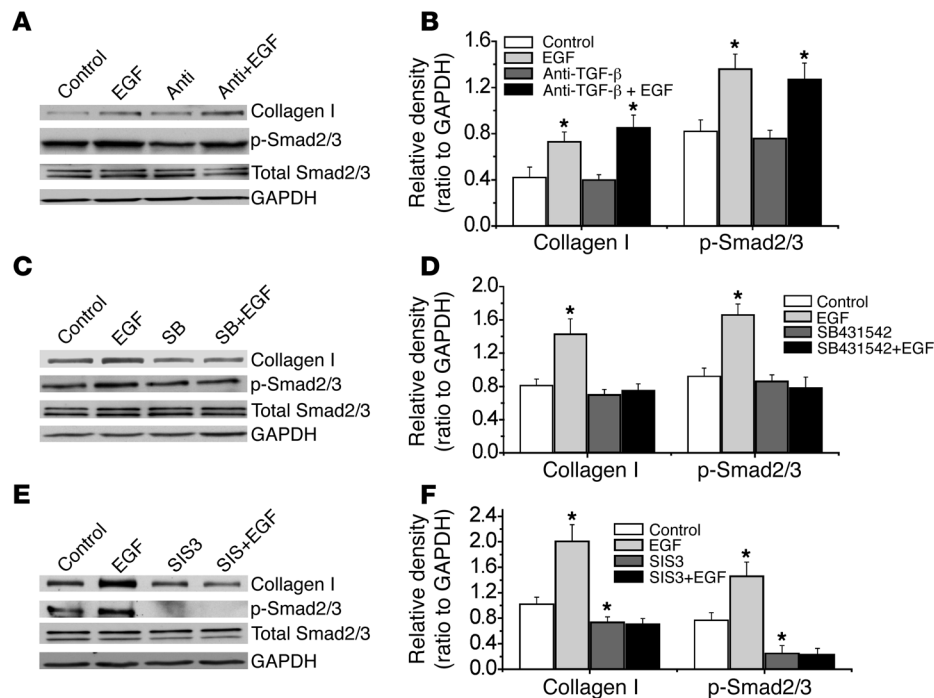 A
Control EGF Anti Anti+EGF
Collagen I
p-Smad2/3
Total Smad2/3
GAPDH
B
Relative density
(ratio to GAPDH)
1.6
1.2
0.8
0.4
0.0
Control
EGF
Anti-TGF-β
Anti-TGF-β + EGF
* * * *
Collagen I p-Smad2/3
C
Control EGF SB SB+EGF
Collagen I
p-Smad2/3
Total Smad2/3
GAPDH
D
Relative density
(ratio to GAPDH)
2.0
1.6
1.2
0.8
0.4
0.0
Control
EGF
SB431542
SB431542+EGF
* *
Collagen I p-Smad2/3
E
Control EGF SIS3 SIS+EGF
Collagen I
p-Smad2/3
Total Smad2/3
GAPDH
F
Relative density
(ratio to GAPDH)
2.4
2.0
1.6
1.2
0.8
0.4
0.0
Control
EGF
SIS3
SIS3+EGF
* * * *
Collagen I p-Smad2/3